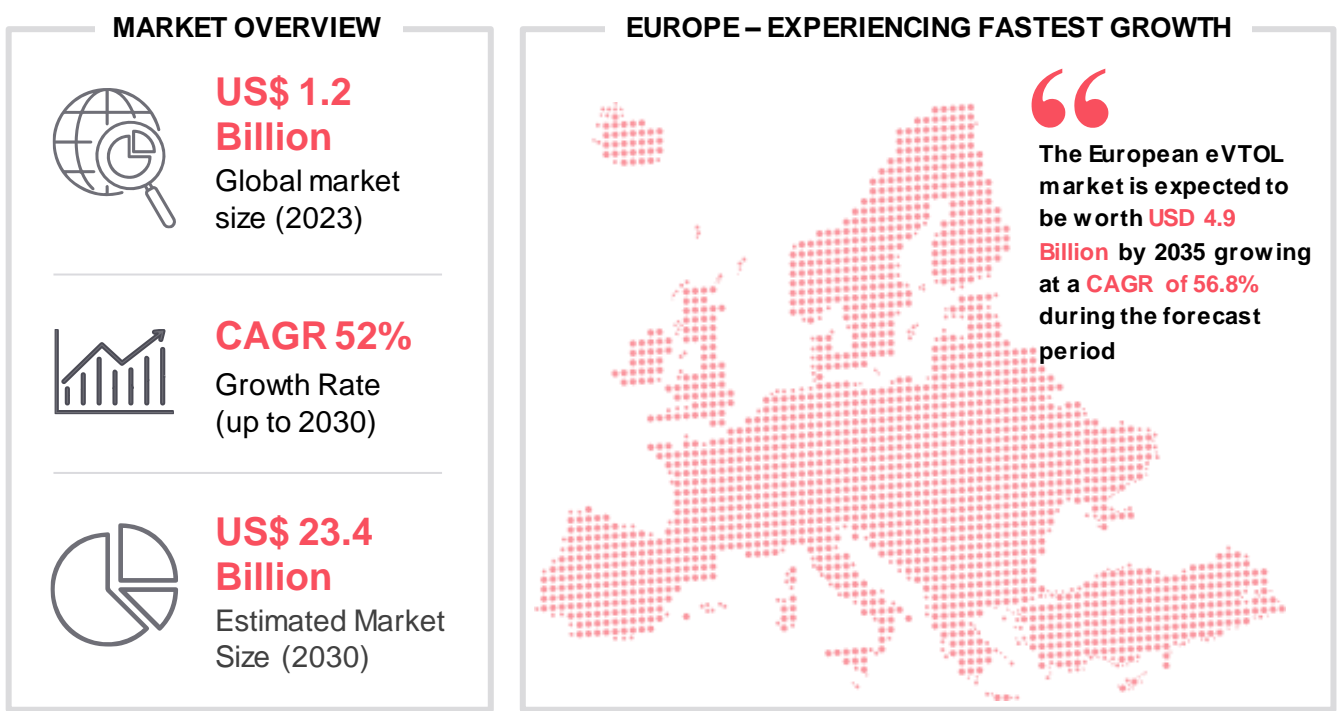 MARKET OVERVIEW
US$ 1.2
Billion
Global market
size (2023)
CAGR 52%
Growth Rate
(up to 2030)
US$ 23.4
Billion
Estimated Market
Size (2030)
EUROPE – EXPERIENCING FASTEST GROWTH
“
The European eVTOL
market is expected to
be worth USD 4.9
Billion by 2035 growing
at a CAGR of 56.8%
during the forecast
period